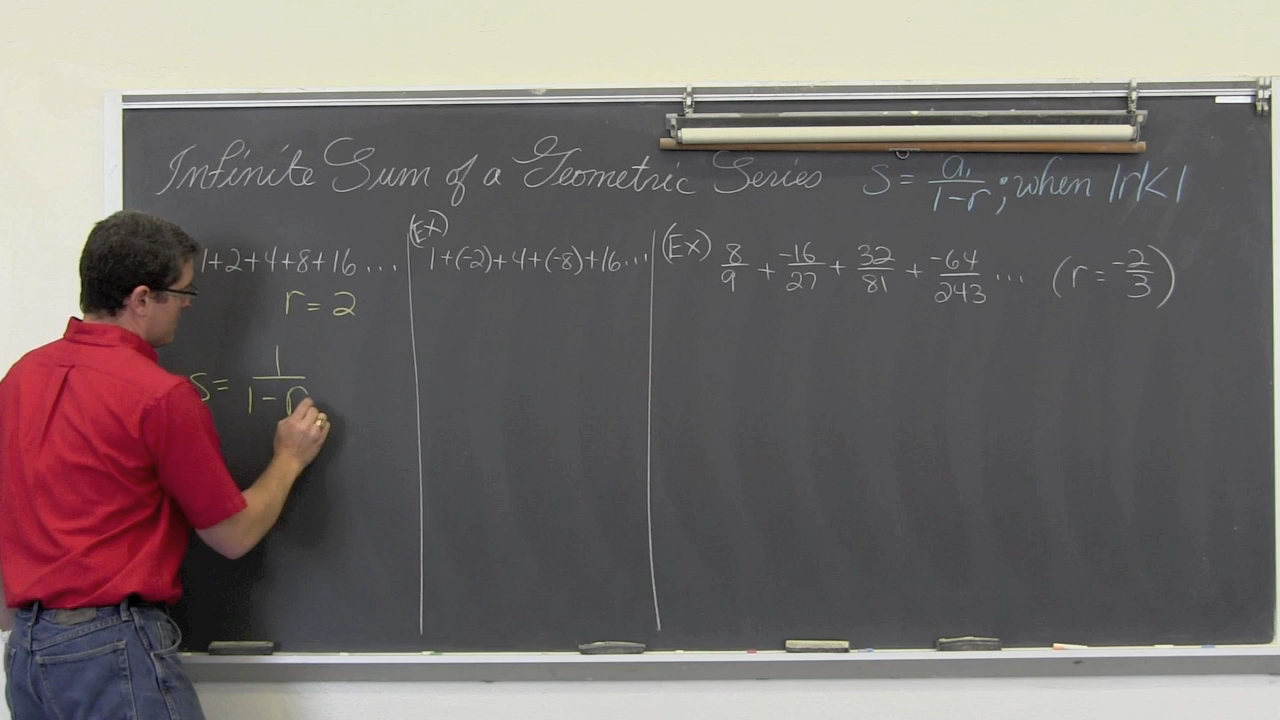 Infinite Sum of a Geometric Series S = a₁/(1-r) ; when |r|<1
1+2+4+8+16...
r = 2
S = 1/(1-
(Ex)
1+(-2)+4+(-8)+16...
(Ex) 8/9 + -16/27 + 32/81 + -64/243 ... (r = -2/3)